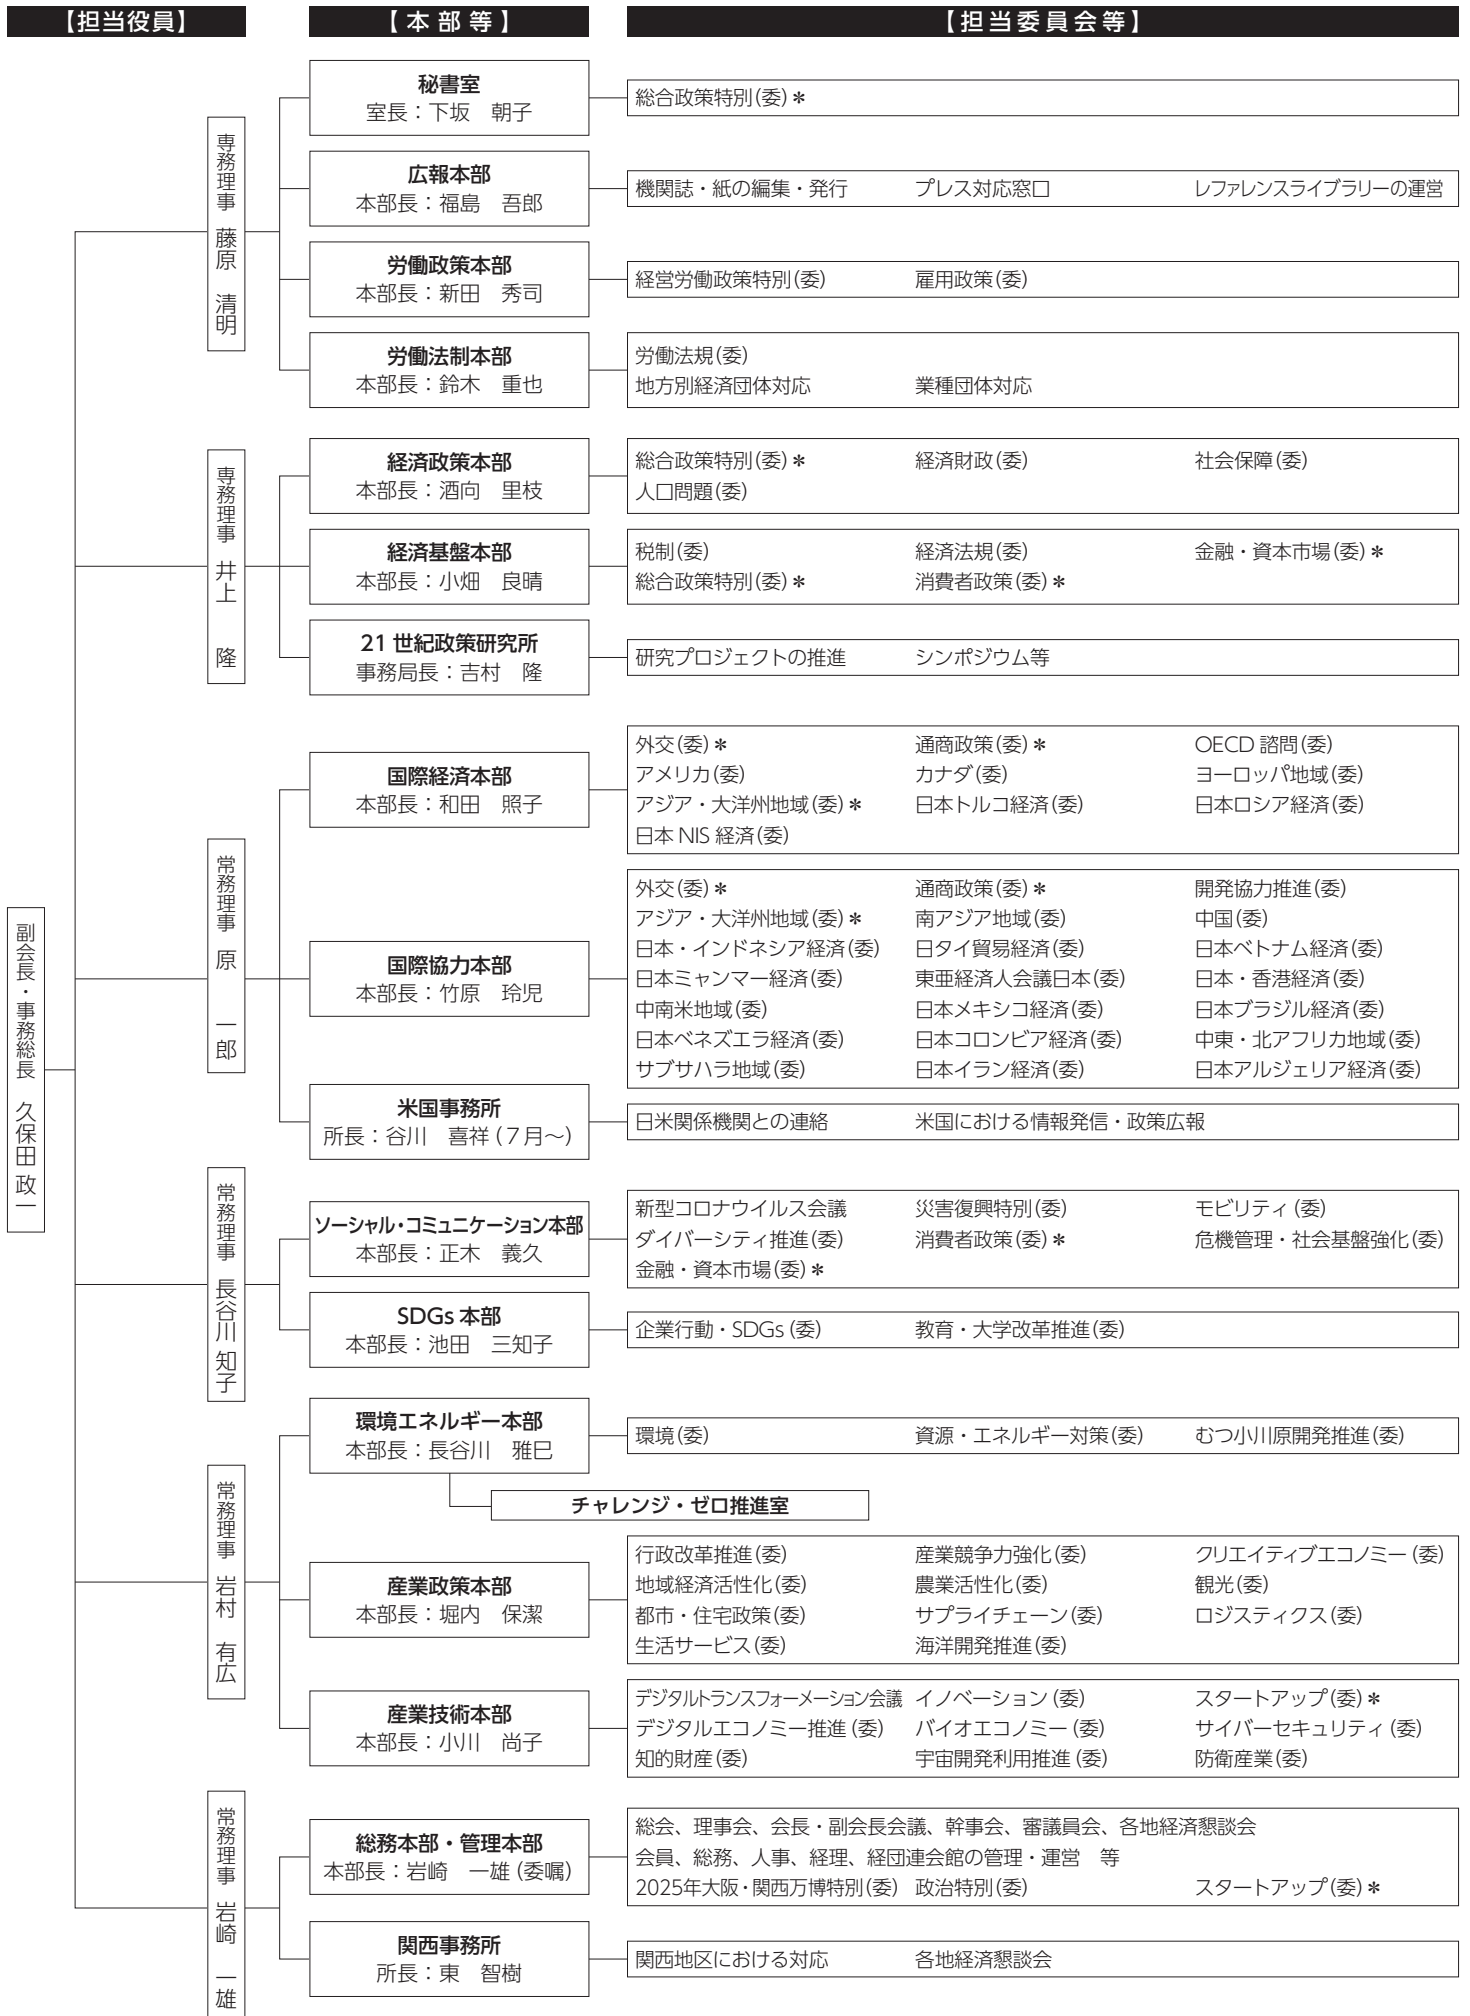 【担当役員】
【本部等】
【担当委員会等】
副会長・事務総長 久保田 政一
専務理事 藤原 清明
秘書室
室長：下坂 朝子
総合政策特別(委)＊
広報本部
本部長：福島 吾郎
機関誌・紙の編集・発行 プレス対応窓口 レファレンスライブラリーの運営
労働政策本部
本部長：新田 秀司
経営労働政策特別(委) 雇用政策(委)
労働法制本部
本部長：鈴木 重也
労働法規(委)
地方別経済団体対応 業種団体対応
専務理事 井上 隆
経済政策本部
本部長：酒向 里枝
総合政策特別(委)＊ 経済財政(委) 社会保障(委)
人口問題(委)
経済基盤本部
本部長：小畑 良晴
税制(委) 経済法規(委) 金融・資本市場(委)＊
総合政策特別(委)＊ 消費者政策(委)＊
21世紀政策研究所
事務局長：吉村 隆
研究プロジェクトの推進 シンポジウム等
常務理事 原 一郎
国際経済本部
本部長：和田 照子
外交(委)＊ 通商政策(委)＊ OECD 諮問(委)
アメリカ(委) カナダ(委) ヨーロッパ地域(委)
アジア・大洋州地域(委)＊ 日本トルコ経済(委) 日本ロシア経済(委)
日本 NIS 経済(委)
国際協力本部
本部長：竹原 玲児
外交(委)＊ 通商政策(委)＊ 開発協力推進(委)
アジア・大洋州地域(委)＊ 南アジア地域(委) 中国(委)
日本・インドネシア経済(委) 日タイ貿易経済(委) 日本ベトナム経済(委)
日本ミャンマー経済(委) 東亜経済人会議日本(委) 日本・香港経済(委)
中南米地域(委) 日本メキシコ経済(委) 日本ブラジル経済(委)
日本ベネズエラ経済(委) 日本コロンビア経済(委) 中東・北アフリカ地域(委)
サブサハラ地域(委) 日本イラン経済(委) 日本アルジェリア経済(委)
米国事務所
所長：谷川 喜祥(７月～)
日米関係機関との連絡 米国における情報発信・政策広報
常務理事 長谷川 知子
ソーシャル・コミュニケーション本部
本部長：正木 義久
新型コロナウイルス会議 災害復興特別(委) モビリティ(委)
ダイバーシティ推進(委) 消費者政策(委)＊ 危機管理・社会基盤強化(委)
金融・資本市場(委)＊
SDGs 本部
本部長：池田 三知子
企業行動・SDGs(委) 教育・大学改革推進(委)
常務理事 岩村 有広
環境エネルギー本部
本部長：長谷川 雅巳
環境(委) 資源・エネルギー対策(委) むつ小川原開発推進(委)
チャレンジ・ゼロ推進室
産業政策本部
本部長：堀内 保潔
行政改革推進(委) 産業競争力強化(委) クリエイティブエコノミー(委)
地域経済活性化(委) 農業活性化(委) 観光(委)
都市・住宅政策(委) サプライチェーン(委) ロジスティクス(委)
生活サービス(委) 海洋開発推進(委)
産業技術本部
本部長：小川 尚子
デジタルトランスフォーメーション会議 イノベーション(委) スタートアップ(委)＊
デジタルエコノミー推進(委) バイオエコノミー(委) サイバーセキュリティ(委)
知的財産(委) 宇宙開発利用推進(委) 防衛産業(委)
常務理事 岩崎 一雄
総務本部・管理本部
本部長：岩崎 一雄(委嘱)
総会、理事会、会長・副会長会議、幹事会、審議員会、各地経済懇談会
会員、総務、人事、経理、経団連会館の管理・運営 等
2025年大阪・関西万博特別(委) 政治特別(委) スタートアップ(委)＊
関西事務所
所長：東 智樹
関西地区における対応 各地経済懇談会